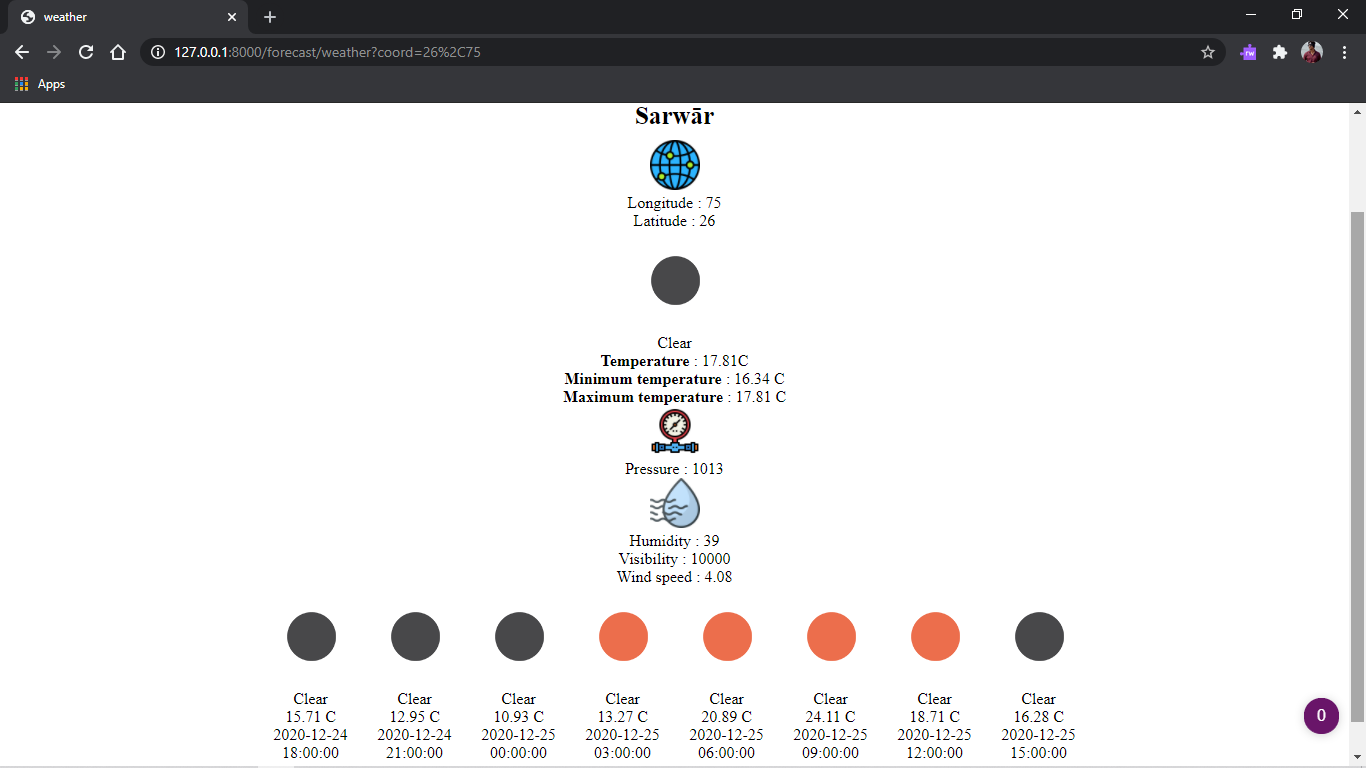 weather
127.0.0.1:8000/forecast/weather?coord=26%2C75
rw
Apps
Sarwār
Longitude : 75
Latitude : 26
Clear
Temperature : 17.81C
Minimum temperature : 16.34 C
Maximum temperature : 17.81 C
Pressure : 1013
Humidity : 39
Visibility : 10000
Wind speed : 4.08
Clear Clear Clear Clear Clear Clear Clear Clear
15.71 C 12.95 C 10.93 C 13.27 C 20.89 C 24.11 C 18.71 C 16.28 C
2020-12-24 2020-12-24 2020-12-25 2020-12-25 2020-12-25 2020-12-25 2020-12-25 2020-12-25
18:00:00 21:00:00 00:00:00 03:00:00 06:00:00 09:00:00 12:00:00 15:00:00
0